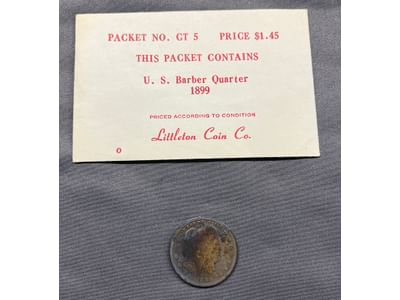 PACKET NO. GT 5 PRICE $1.45
THIS PACKET CONTAINS
U. S. Barber Quarter
1899
PRICED ACCORDING TO CONDITION
Littleton Coin Co.
O